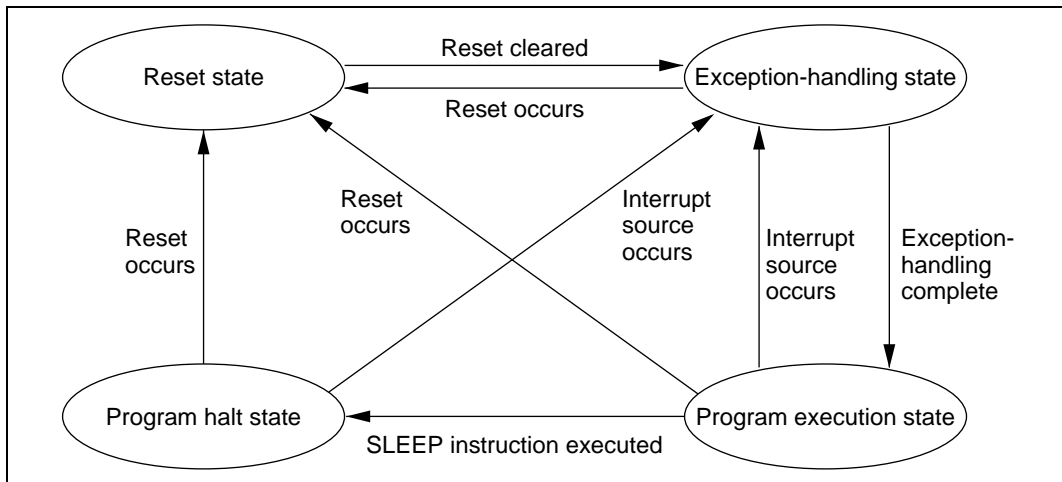 Reset cleared
Reset state
Exception-handling state
Reset occurs
Reset
occurs
Interrupt
source
occurs
Reset
occurs
Interrupt
source
occurs
Exception-
handling
complete
Program halt state
Program execution state
SLEEP instruction executed